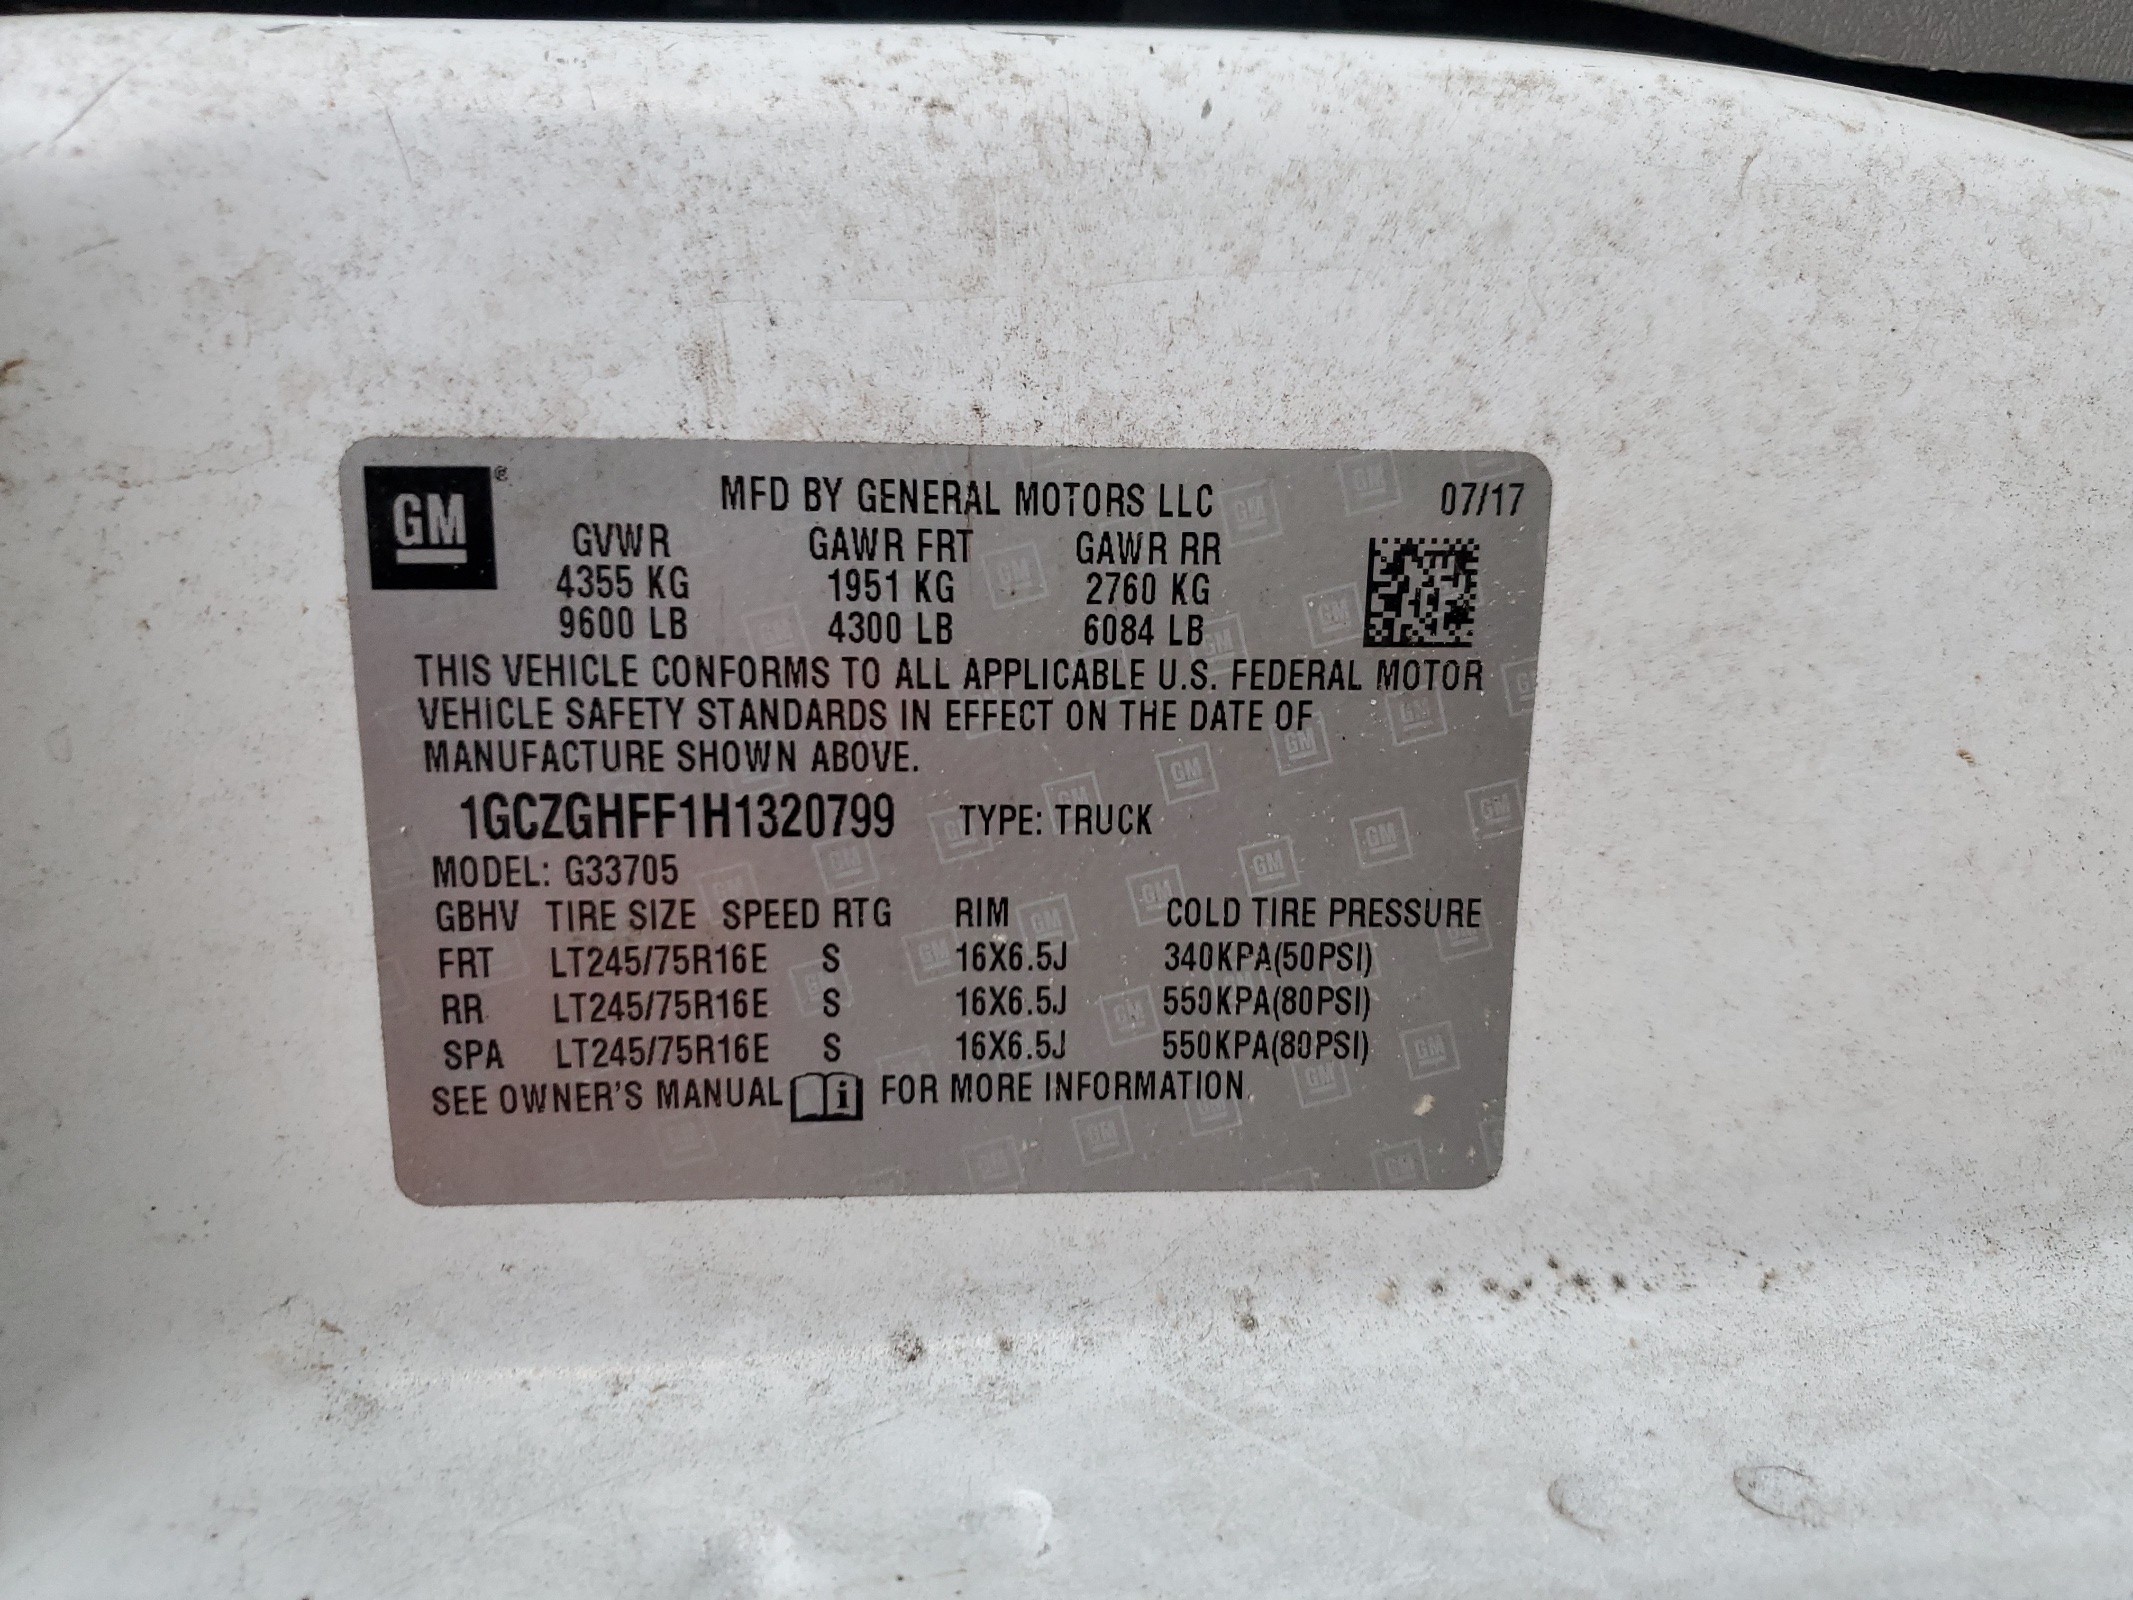 GM®
MFD BY GENERAL MOTORS LLC 07/17
GVWR GAWR FRT GAWR RR
4355 KG 1951 KG 2760 KG
9600 LB 4300 LB 6084 LB
THIS VEHICLE CONFORMS TO ALL APPLICABLE U.S. FEDERAL MOTOR
VEHICLE SAFETY STANDARDS IN EFFECT ON THE DATE OF
MANUFACTURE SHOWN ABOVE.
1GCZGHFF1H1320799 TYPE: TRUCK
MODEL: G33705
GBHV TIRE SIZE SPEED RTG RIM COLD TIRE PRESSURE
FRT LT245/75R16E S 16X6.5J 340KPA(50PSI)
RR LT245/75R16E S 16X6.5J 550KPA(80PSI)
SPA LT245/75R16E S 16X6.5J 550KPA(80PSI)
SEE OWNER'S MANUAL i FOR MORE INFORMATION.